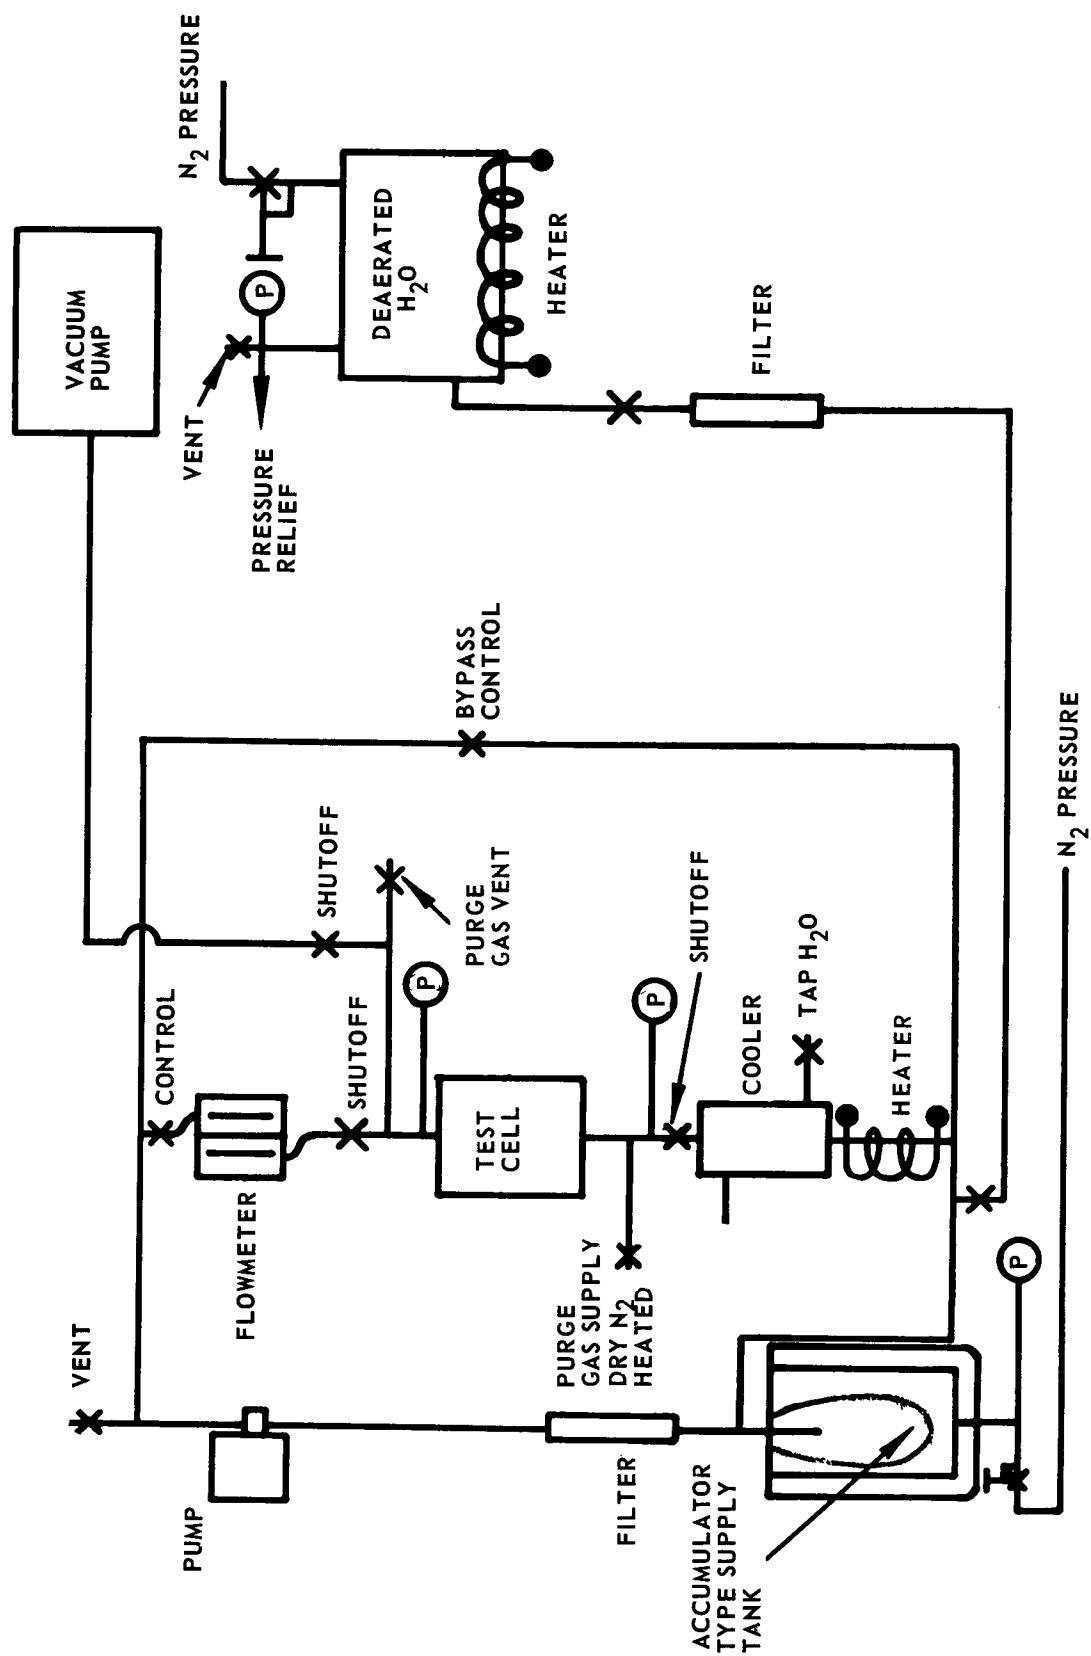 VENT
PUMP
FLOWMETER
CONTROL
SHUTOFF
SHUTOFF
PURGE
GAS VENT
P
TEST
CELL
VACUUM
PUMP
N2 PRESSURE
P
VENT
PRESSURE
RELIEF
DEAERATED
H2O
HEATER
FILTER
BYPASS
CONTROL
FILTER
PURGE
GAS SUPPLY
DRY N2
HEATED
P
SHUTOFF
COOLER
TAP H2O
HEATER
ACCUMULATOR
TYPE SUPPLY
TANK
P
N2 PRESSURE